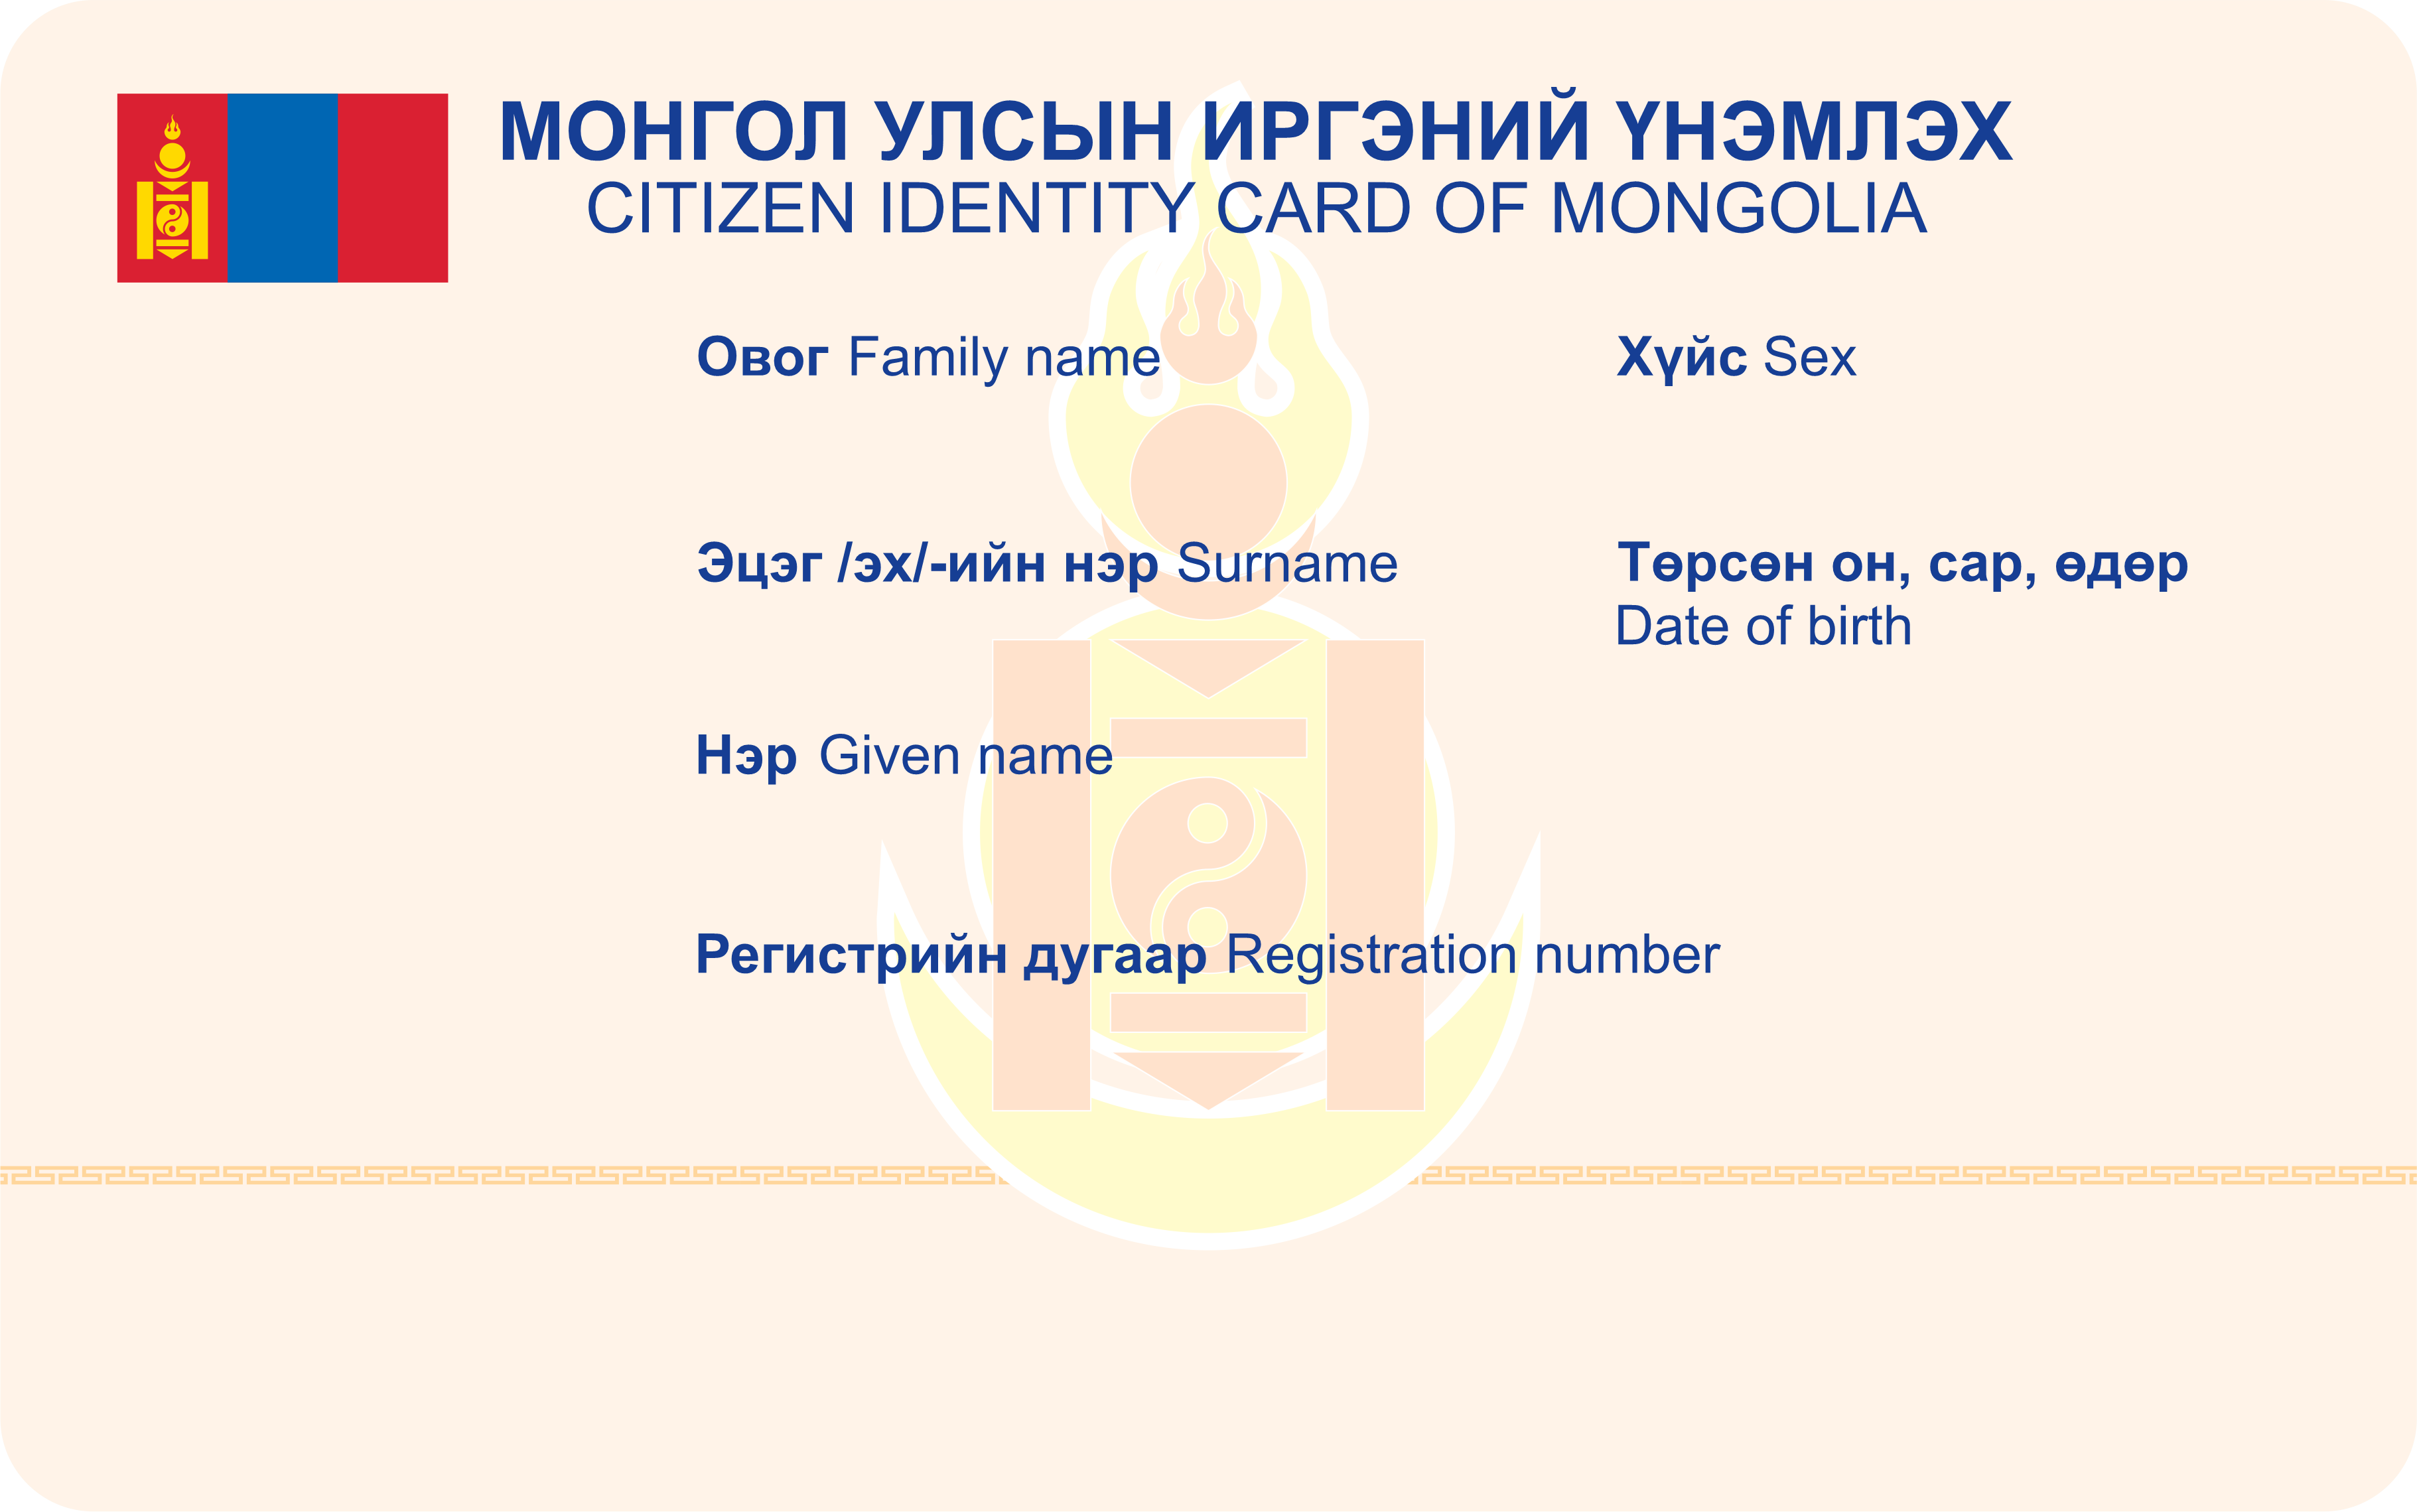 МОНГОЛ УЛСЫН ИРГЭНИЙ ҮНЭМЛЭХ
CITIZEN IDENTITY CARD OF MONGOLIA
Овог Family name
Хүйс Sex
Эцэг /эх/-ийн нэр Surname
Төрсөн он, сар, өдөр
Date of birth
Нэр Given name
Регистрийн дугаар Registration number